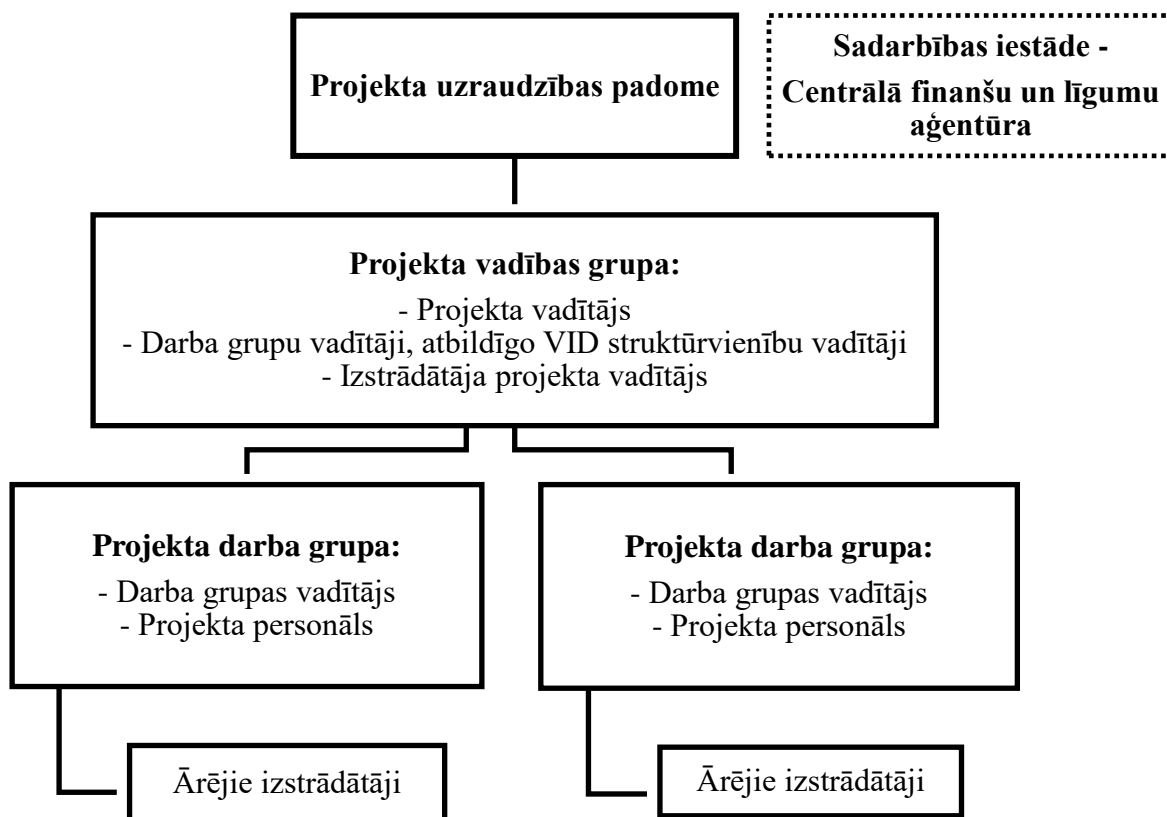 Projekta uzraudzības padome
Sadarbības iestāde -
Centrālā finanšu un līgumu
aģentūra
Projekta vadības grupa:
- Projekta vadītājs
- Darba grupu vadītāji, atbildīgo VID struktūrvienību vadītāji
- Izstrādātāja projekta vadītājs
Projekta darba grupa:
- Darba grupas vadītājs
- Projekta personāls
Projekta darba grupa:
- Darba grupas vadītājs
- Projekta personāls
Ārējie izstrādātāji
Ārējie izstrādātāji